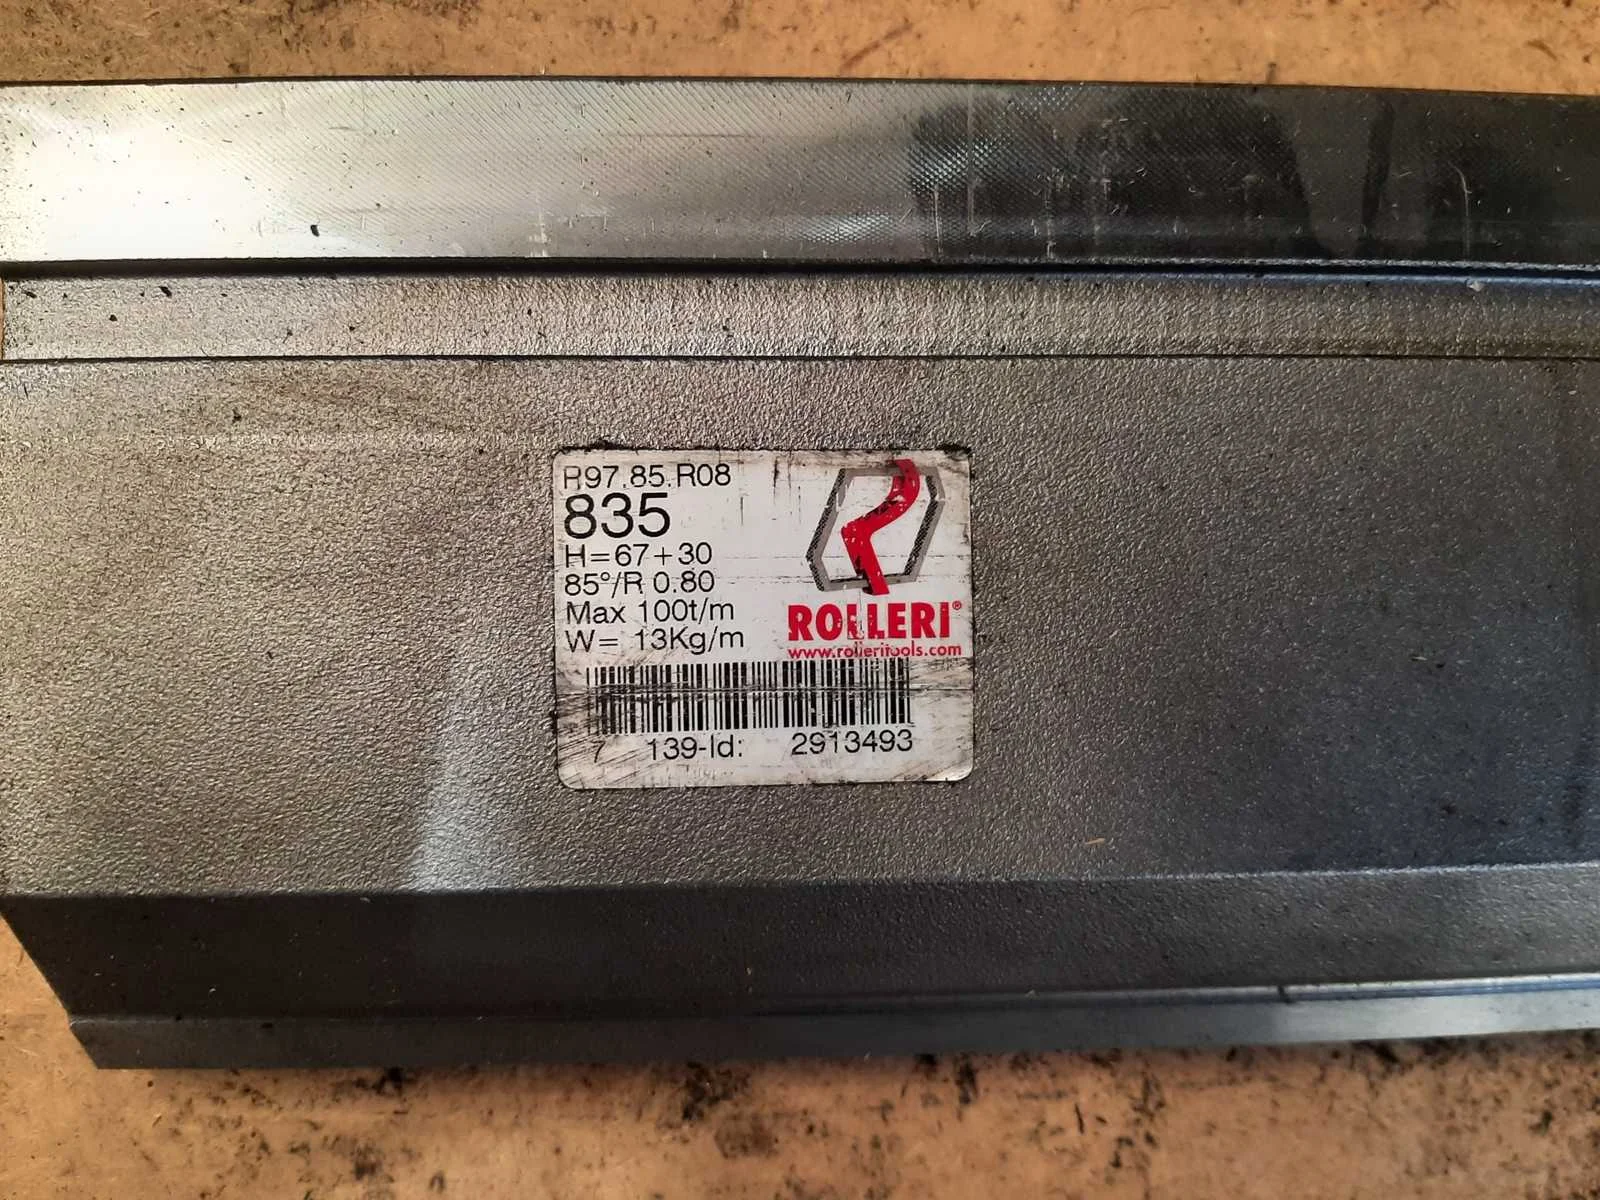 R97.85.R08
835
H=67+30
85°/R 0.80
Max 100t/m
W= 13Kg/m
ROLLERI®
www.rolleritools.com
7 139-Id: 2913493